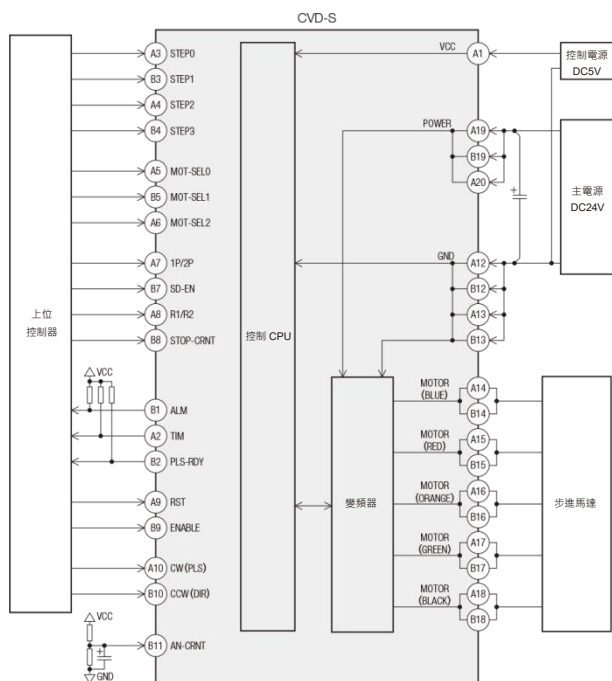 CVD-S
上位
控制器
A3 STEP0
B3 STEP1
A4 STEP2
B4 STEP3
A5 MOT-SEL0
B5 MOT-SEL1
A6 MOT-SEL2
A7 1P/2P
B7 SD-EN
A8 R1/R2
B8 STOP-CRNT
VCC
B1 ALM
A2 TIM
B2 PLS-RDY
A9 RST
B9 ENABLE
A10 CW(PLS)
B10 CCW(DIR)
VCC
B11 AN-CRNT
+
GND
控制 CPU
變頻器
VCC A1
POWER A19
B19
A20
+
GND A12
B12
A13
B13
MOTOR
(BLUE)
A14
B14
MOTOR
(RED)
A15
B15
MOTOR
(ORANGE)
A16
B16
MOTOR
(GREEN)
A17
B17
MOTOR
(BLACK)
A18
B18
控制電源
DC5V
主電源
DC24V
步進馬達